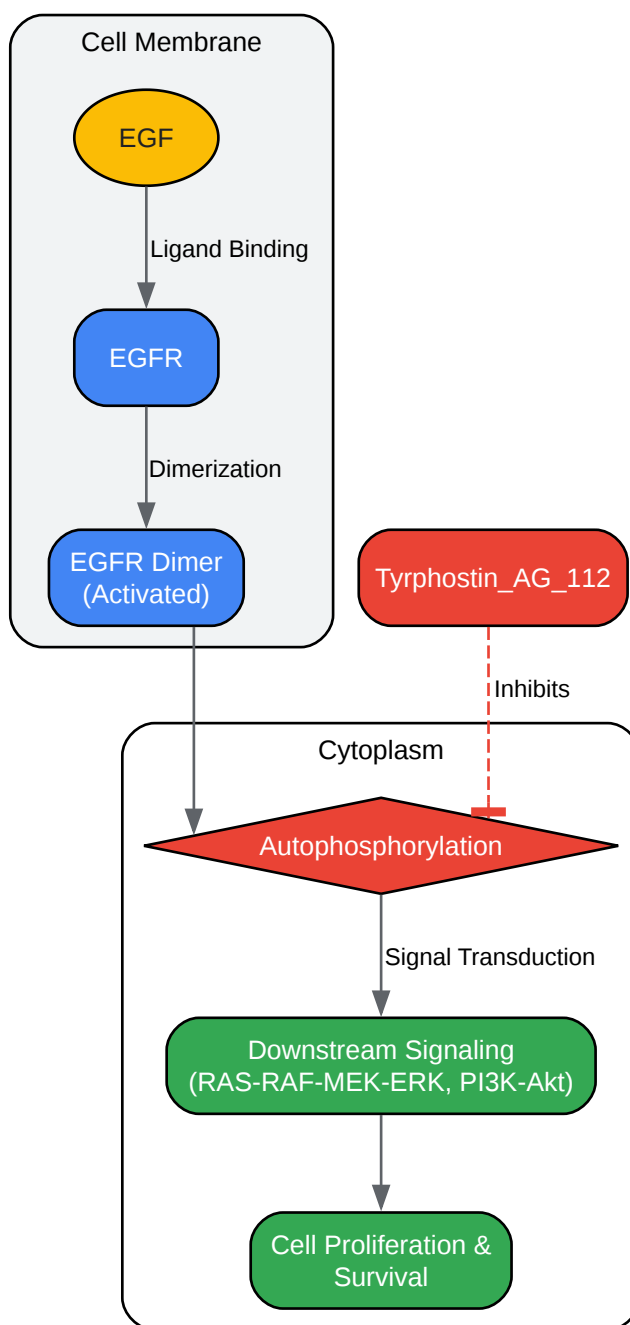 Cell Membrane
EGF
Ligand Binding
EGFR
Dimerization
EGFR Dimer
(Activated)
Tyrphostin_AG_112
Inhibits
Cytoplasm
Autophosphorylation
Signal Transduction
Downstream Signaling
(RAS-RAF-MEK-ERK, PI3K-Akt)
Cell Proliferation &
Survival